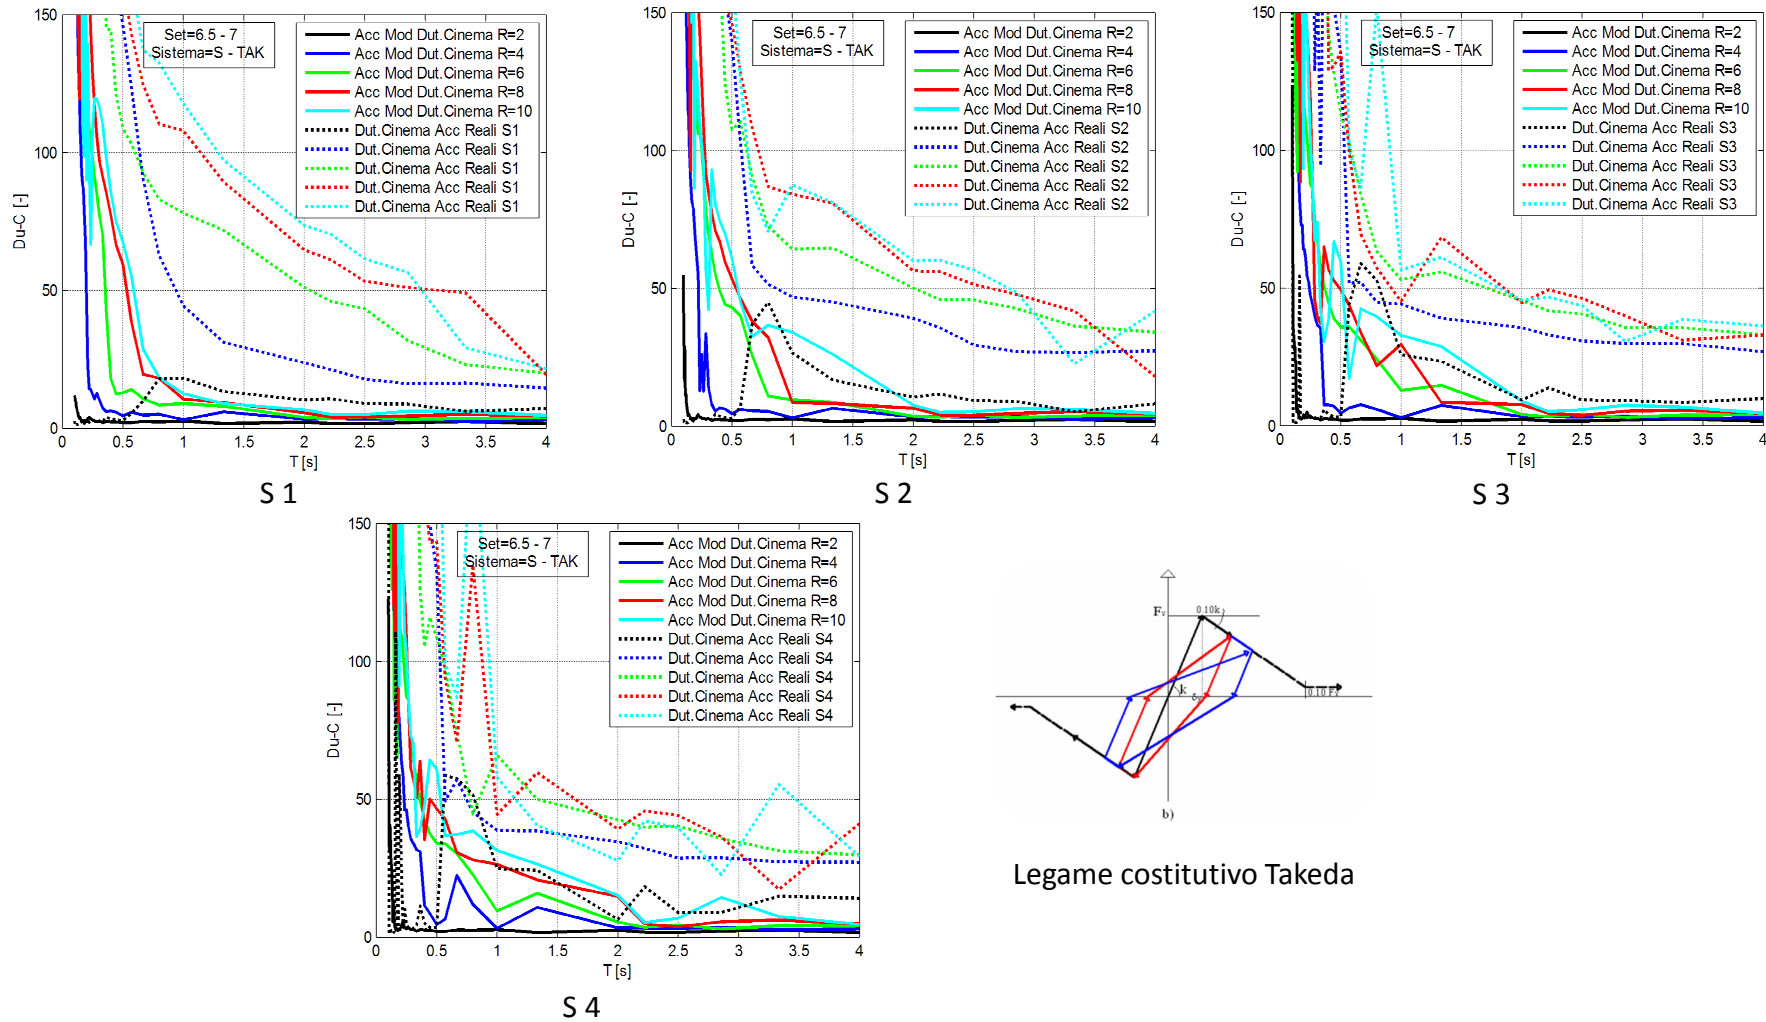 150
100
50
0
Du-C [-]
Set=6.5 - 7
Sistema=S - TAK
Acc Mod Dut.Cinema R=2
Acc Mod Dut.Cinema R=4
Acc Mod Dut.Cinema R=6
Acc Mod Dut.Cinema R=8
Acc Mod Dut.Cinema R=10
Dut.Cinema Acc Reali S1
Dut.Cinema Acc Reali S1
Dut.Cinema Acc Reali S1
Dut.Cinema Acc Reali S1
Dut.Cinema Acc Reali S1
0 0.5 1 1.5 2 2.5 3 3.5 4
T [s]
S 1
150
100
50
0
Du-C [-]
Set=6.5 - 7
Sistema=S - TAK
Acc Mod Dut.Cinema R=2
Acc Mod Dut.Cinema R=4
Acc Mod Dut.Cinema R=6
Acc Mod Dut.Cinema R=8
Acc Mod Dut.Cinema R=10
Dut.Cinema Acc Reali S2
Dut.Cinema Acc Reali S2
Dut.Cinema Acc Reali S2
Dut.Cinema Acc Reali S2
Dut.Cinema Acc Reali S2
0 0.5 1 1.5 2 2.5 3 3.5 4
T [s]
S 2
150
100
50
0
Du-C [-]
Set=6.5 - 7
Sistema=S - TAK
Acc Mod Dut.Cinema R=2
Acc Mod Dut.Cinema R=4
Acc Mod Dut.Cinema R=6
Acc Mod Dut.Cinema R=8
Acc Mod Dut.Cinema R=10
Dut.Cinema Acc Reali S3
Dut.Cinema Acc Reali S3
Dut.Cinema Acc Reali S3
Dut.Cinema Acc Reali S3
Dut.Cinema Acc Reali S3
0 0.5 1 1.5 2 2.5 3 3.5 4
T [s]
S 3
150
100
50
0
Du-C [-]
Set=6.5 - 7
Sistema=S - TAK
Acc Mod Dut.Cinema R=2
Acc Mod Dut.Cinema R=4
Acc Mod Dut.Cinema R=6
Acc Mod Dut.Cinema R=8
Acc Mod Dut.Cinema R=10
Dut.Cinema Acc Reali S4
Dut.Cinema Acc Reali S4
Dut.Cinema Acc Reali S4
Dut.Cinema Acc Reali S4
Dut.Cinema Acc Reali S4
0 0.5 1 1.5 2 2.5 3 3.5 4
T [s]
S 4
Fy 0.10k
k δy 0.10 Fy
b)
Legame costitutivo Takeda